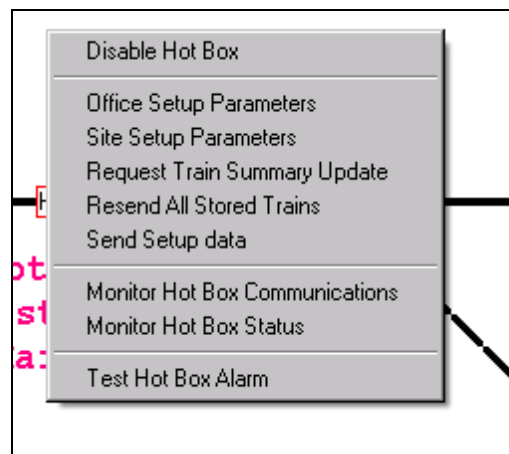 Disable Hot Box
Office Setup Parameters
Site Setup Parameters
Request Train Summary Update
Resend All Stored Trains
Send Setup data
Monitor Hot Box Communications
Monitor Hot Box Status
Test Hot Box Alarm